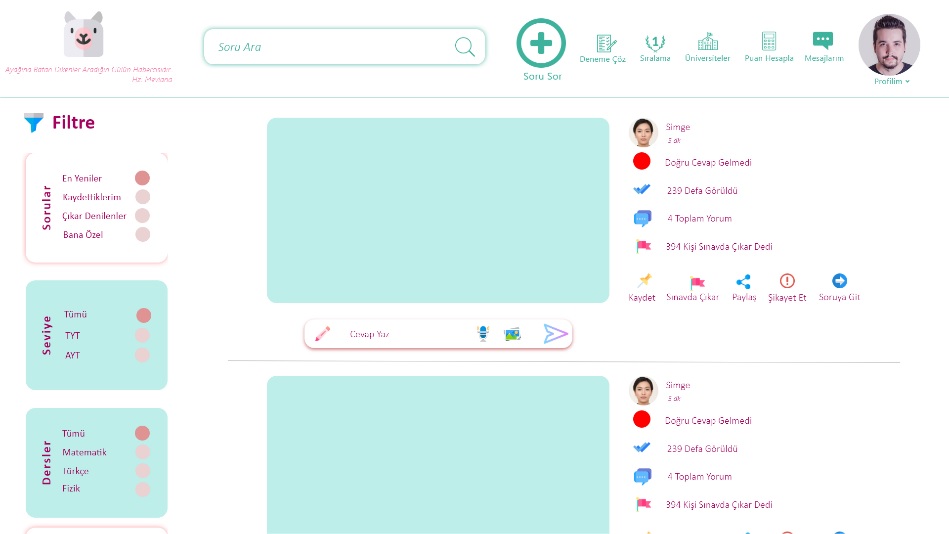 Ayağına Batan Dikenler Aradığın Gülün Habercisidir.
Hz. Mevlana
Soru Ara
Soru Sor
Deneme Çöz
Sıralama
Üniversiteler
Puan Hesapla
Mesajlarım
Profilim
Filtre
Sorular
En Yeniler
Kaydettiklerim
Çıkar Denilenler
Bana Özel
Seviye
Tümü
TYT
AYT
Dersler
Tümü
Matematik
Türkçe
Fizik
Simge
3 dk
Doğru Cevap Gelmedi
239 Defa Görüldü
4 Toplam Yorum
394 Kişi Sınavda Çıkar Dedi
Kaydet
Sınavda Çıkar
Paylaş
Şikayet Et
Soruya Git
Cevap Yaz
Simge
3 dk
Doğru Cevap Gelmedi
239 Defa Görüldü
4 Toplam Yorum
394 Kişi Sınavda Çıkar Dedi